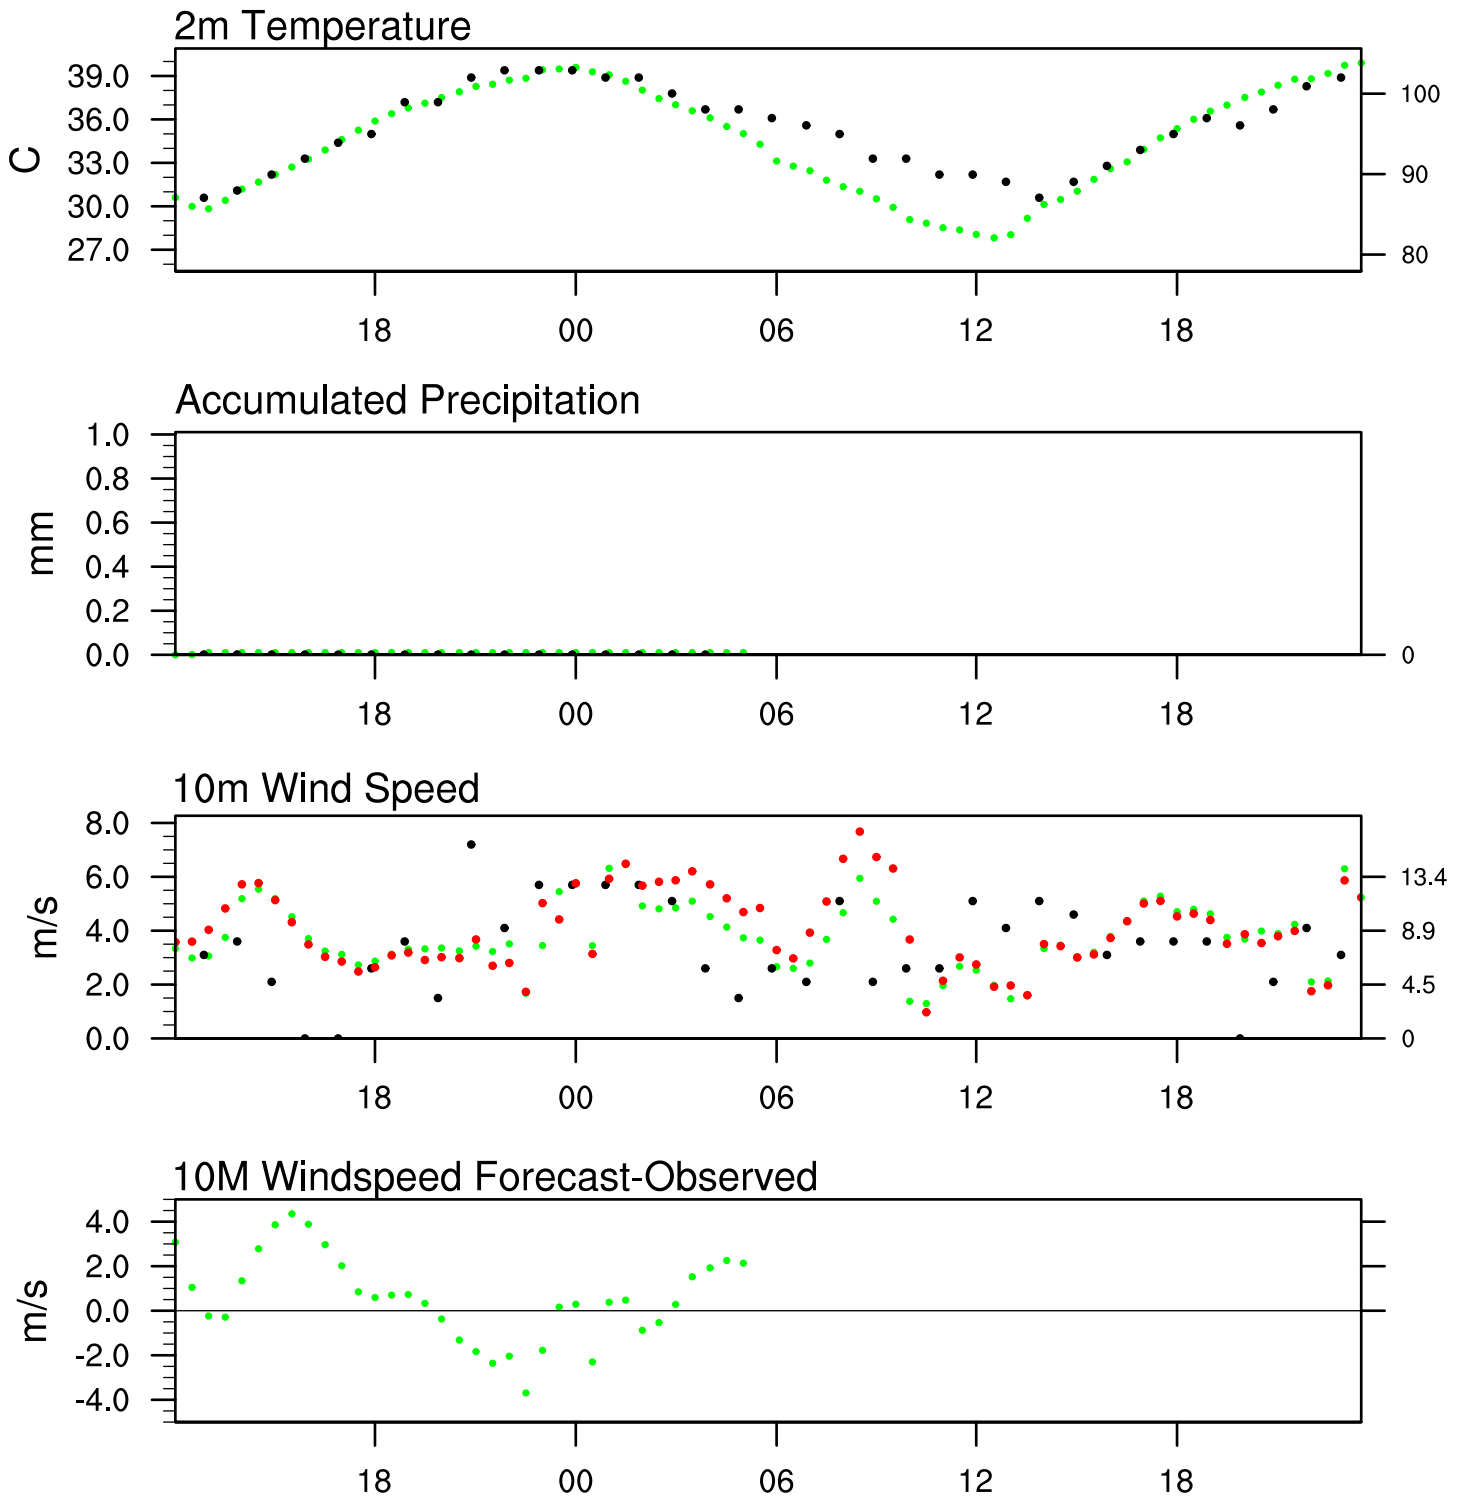 2m Temperature
39.0
36.0
33.0
30.0
27.0
C
100
90
80
18 00 06 12 18
Accumulated Precipitation
1.0
0.8
0.6
0.4
0.2
0.0
mm
0
18 00 06 12 18
10m Wind Speed
8.0
6.0
4.0
2.0
0.0
m/s
13.4
8.9
4.5
0
18 00 06 12 18
10M Windspeed Forecast-Observed
4.0
2.0
0.0
-2.0
-4.0
m/s
18 00 06 12 18